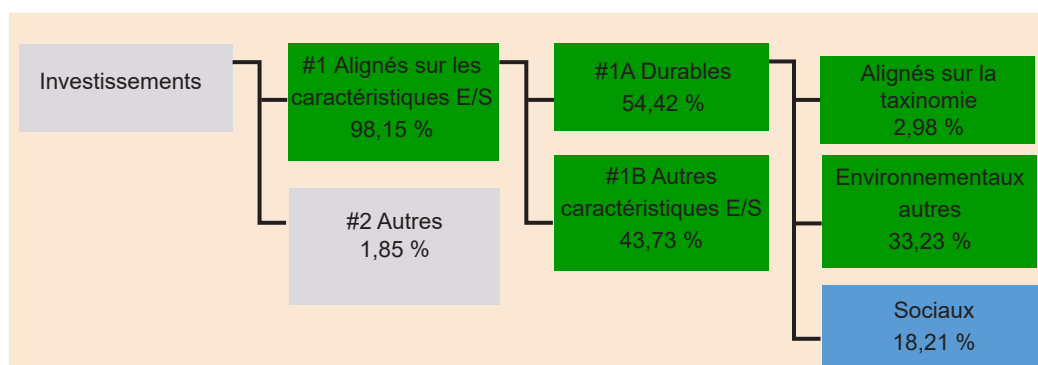 Investissements
#1 Alignés sur les
caractéristiques E/S
98,15 %
#2 Autres
1,85 %
#1A Durables
54,42 %
#1B Autres
caractéristiques E/S
43,73 %
Alignés sur la
taxinomie
2,98 %
Environnementaux
autres
33,23 %
Sociaux
18,21 %